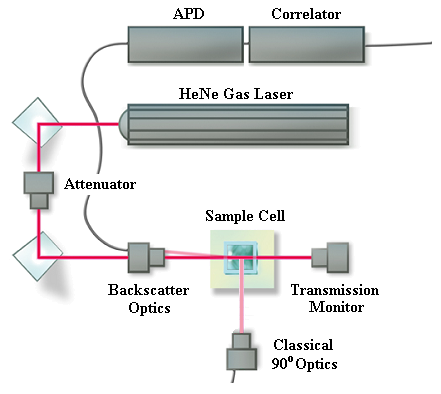 APD
Correlator
HeNe Gas Laser
Attenuator
Sample Cell
Backscatter
Optics
Transmission
Monitor
Classical
90⁰ Optics